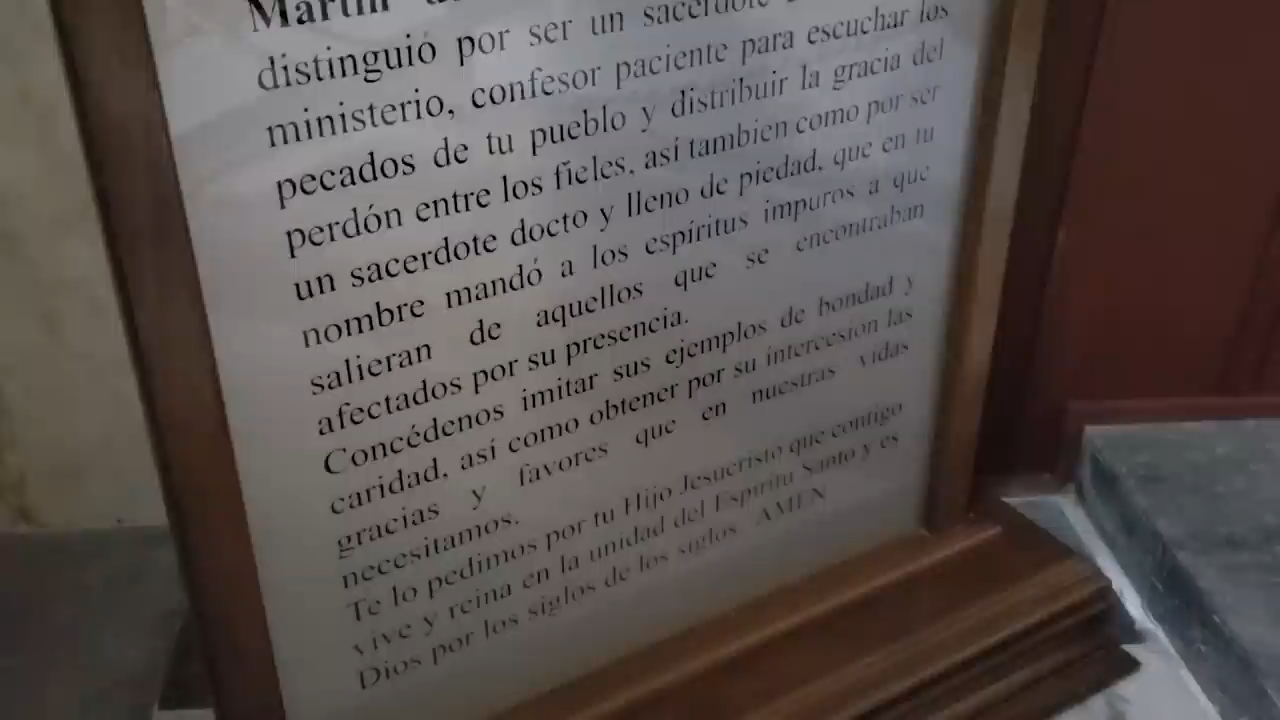 Martín
distinguió por ser un sacerdote
ministerio, confesor paciente para escuchar los
pecados de tu pueblo y distribuir la gracia del
perdón entre los fieles, así tambien como por ser
un sacerdote docto y lleno de piedad, que en tu
nombre mandó a los espíritus impuros a que
salieran de aquellos que se encontraban
afectados por su presencia.
Concédenos imitar sus ejemplos de bondad y
caridad, así como obtener por su intercesión las
gracias y favores que en nuestras vidas
necesitamos.
Te lo pedimos por tu Hijo Jesucristo que contigo
vive y reina en la unidad del Espíritu Santo y es
Dios por los siglos de los siglos. AMEN